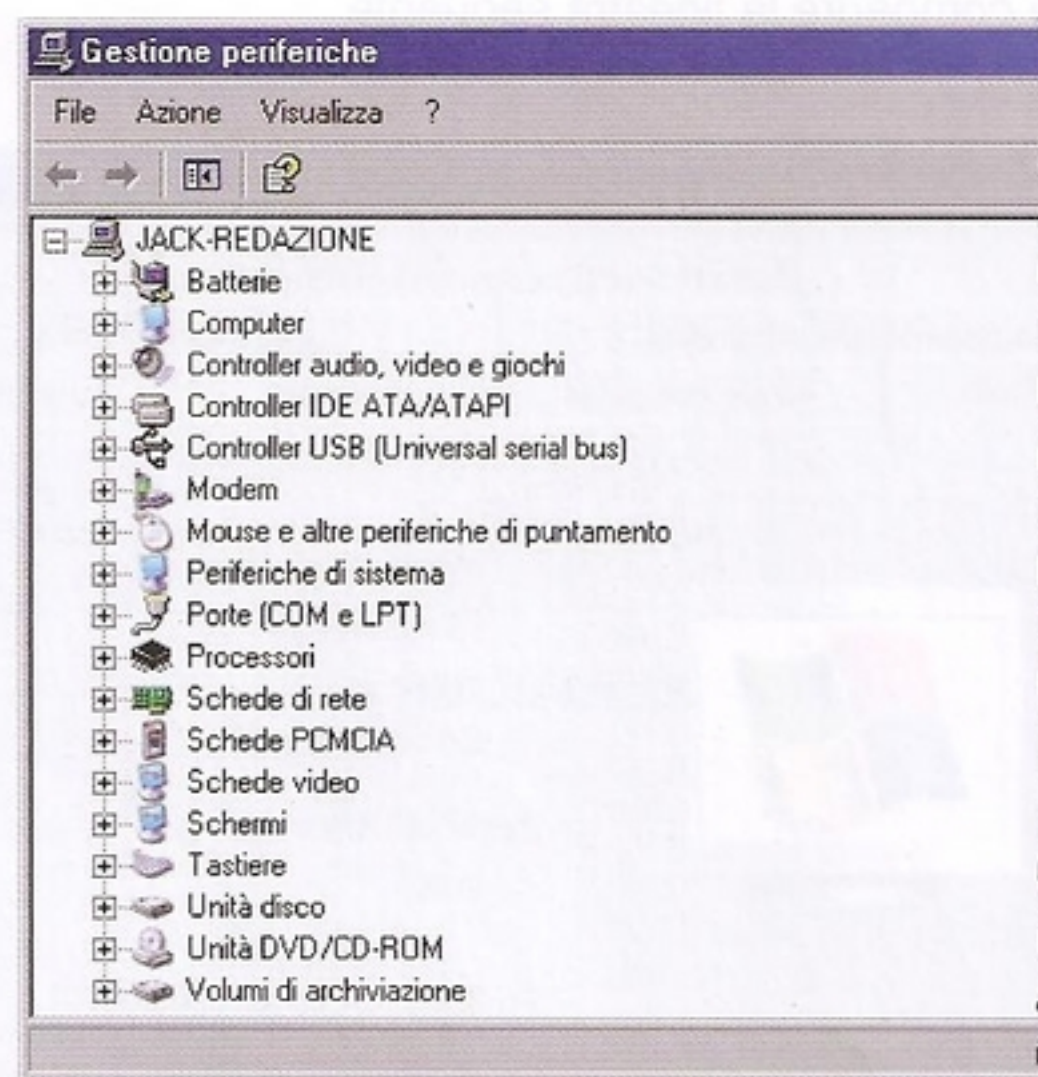 Gestione periferiche
File Azione Visualizza ?
JACK-REDAZIONE
Batterie
Computer
Controller audio, video e giochi
Controller IDE ATA/ATAPI
Controller USB (Universal serial bus)
Modem
Mouse e altre periferiche di puntamento
Periferiche di sistema
Porte (COM e LPT)
Processori
Schede di rete
Schede PCMCIA
Schede video
Schermi
Tastiere
Unità disco
Unità DVD/CD-ROM
Volumi di archiviazione